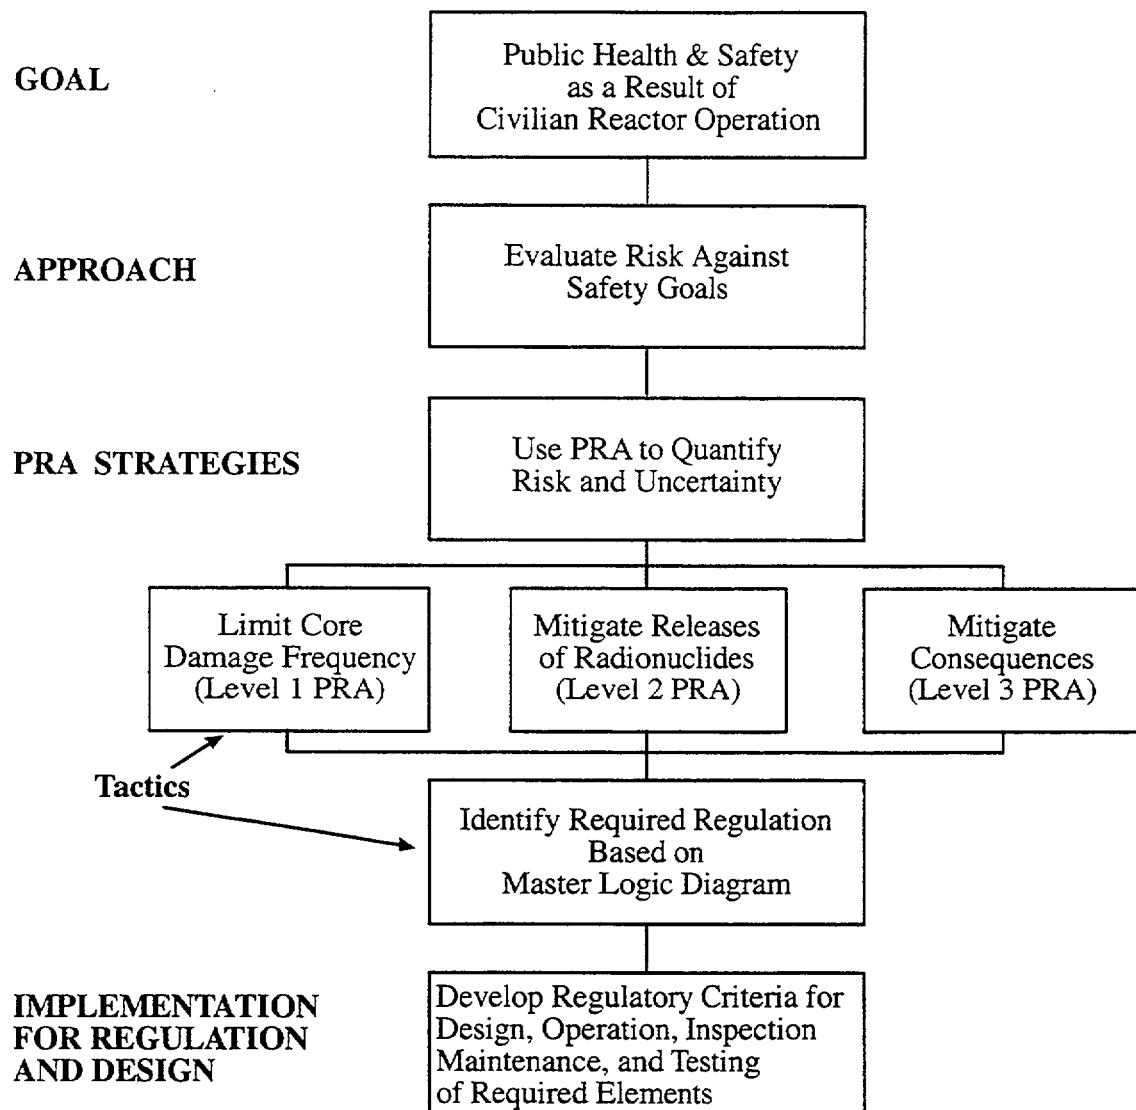 GOAL
Public Health & Safety
as a Result of
Civilian Reactor Operation
APPROACH
Evaluate Risk Against
Safety Goals
PRA STRATEGIES
Use PRA to Quantify
Risk and Uncertainty
Limit Core
Damage Frequency
(Level 1 PRA)
Mitigate Releases
of Radionuclides
(Level 2 PRA)
Mitigate
Consequences
(Level 3 PRA)
Tactics
Identify Required Regulation
Based on
Master Logic Diagram
IMPLEMENTATION
FOR REGULATION
AND DESIGN
Develop Regulatory Criteria for
Design, Operation, Inspection
Maintenance, and Testing
of Required Elements